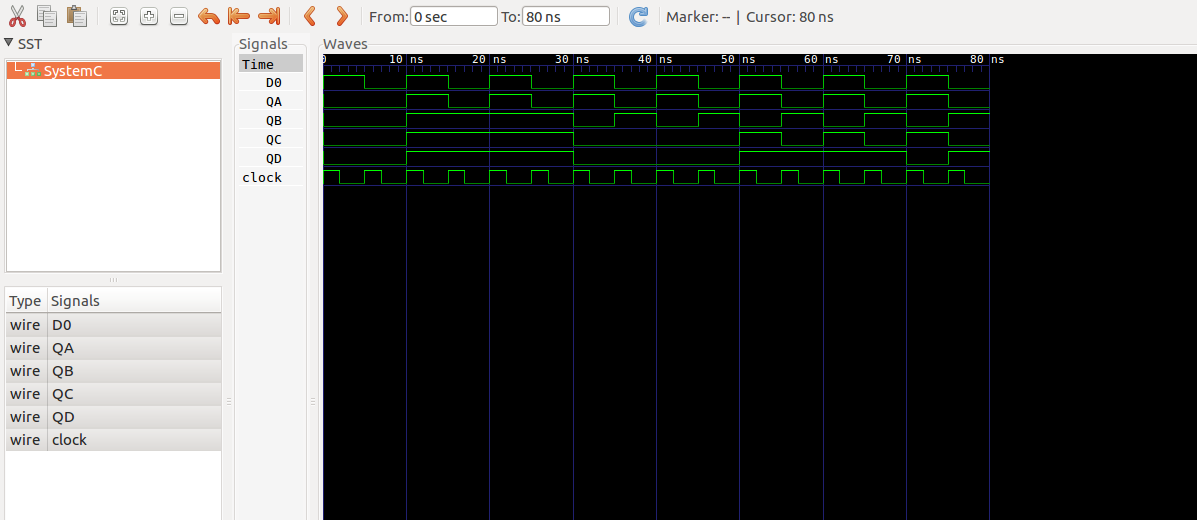 From: 0 sec To: 80 ns Marker: -- | Cursor: 80 ns
SST
SystemC
Type Signals
wire D0
wire QA
wire QB
wire QC
wire QD
wire clock
Signals
Time
D0
QA
QB
QC
QD
clock
Waves
0 10 ns 20 ns 30 ns 40 ns 50 ns 60 ns 70 ns 80 ns